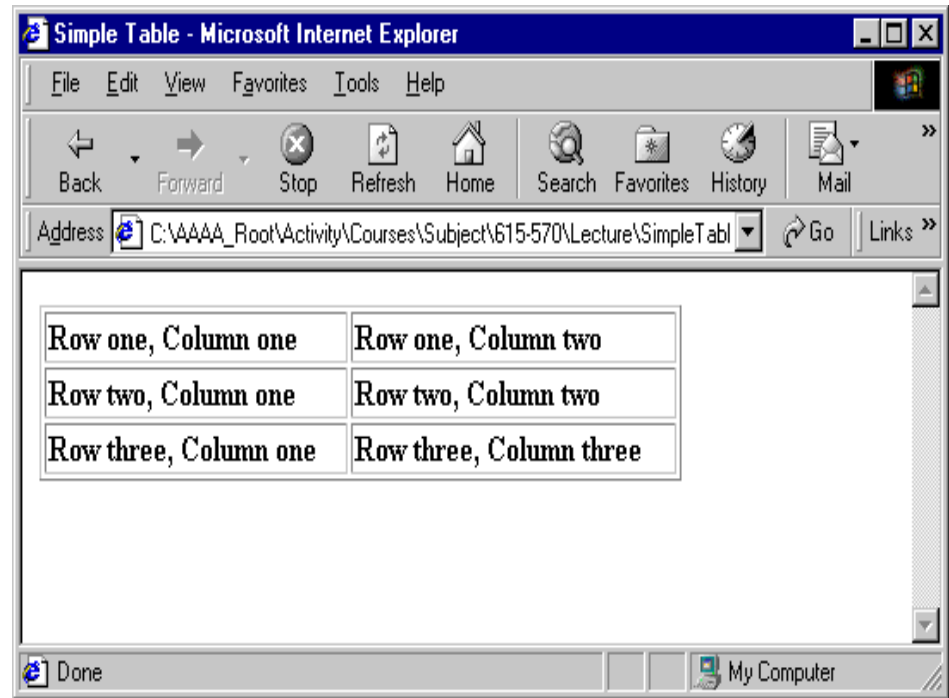 Simple Table - Microsoft Internet Explorer
File Edit View Favorites Tools Help
Back Forward Stop Refresh Home Search Favorites History Mail »
Address C:\AAAA_Root\Activity\Courses\Subject\615-570\Lecture\SimpleTabl Go Links »
Row one, Column one Row one, Column two
Row two, Column one Row two, Column two
Row three, Column one Row three, Column three
Done My Computer